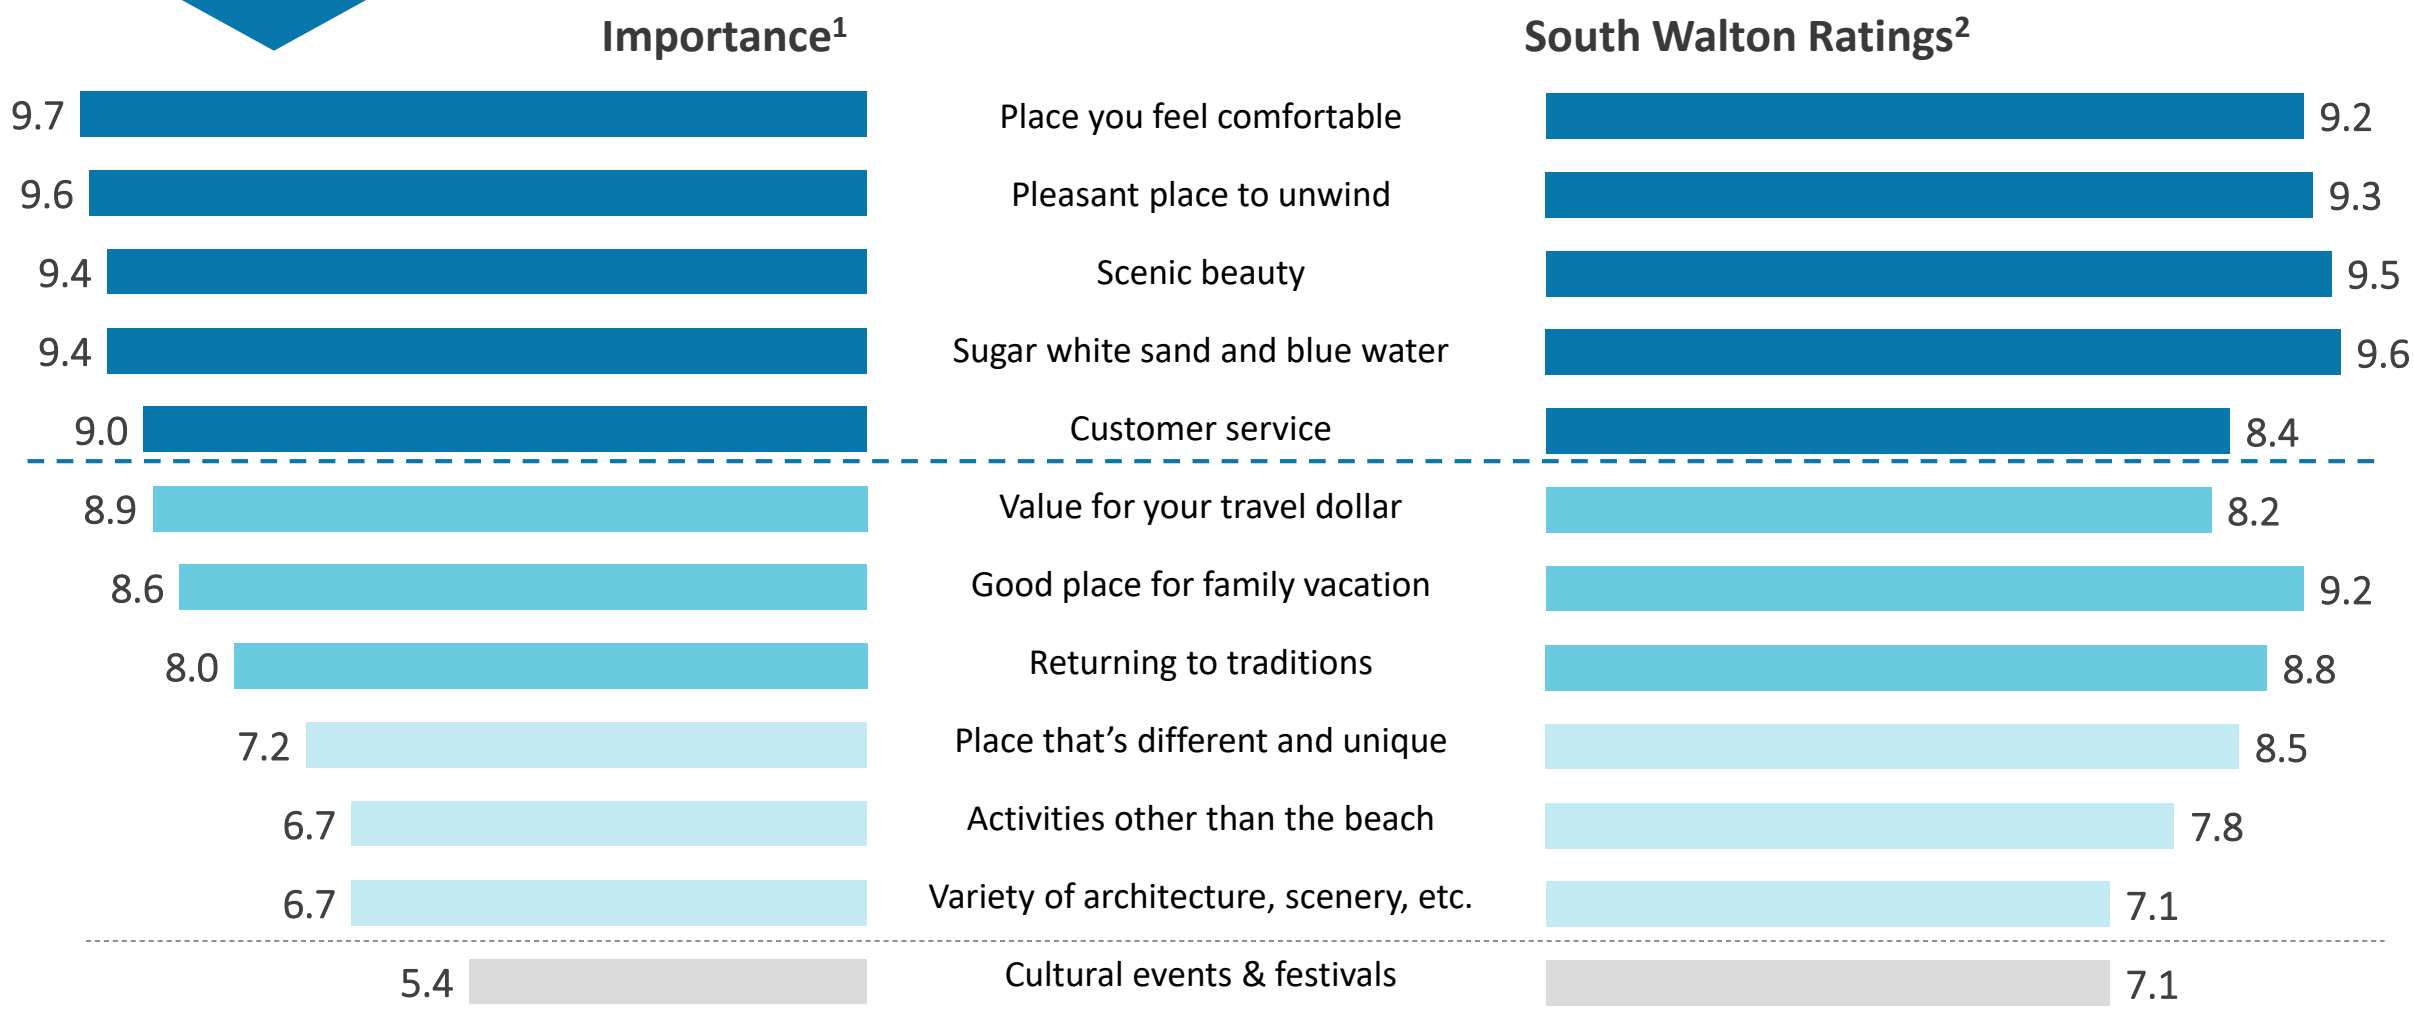 Importance¹ South Walton Ratings²
9.7 Place you feel comfortable 9.2
9.6 Pleasant place to unwind 9.3
9.4 Scenic beauty 9.5
9.4 Sugar white sand and blue water 9.6
9.0 Customer service 8.4
8.9 Value for your travel dollar 8.2
8.6 Good place for family vacation 9.2
8.0 Returning to traditions 8.8
7.2 Place that’s different and unique 8.5
6.7 Activities other than the beach 7.8
6.7 Variety of architecture, scenery, etc. 7.1
5.4 Cultural events & festivals 7.1